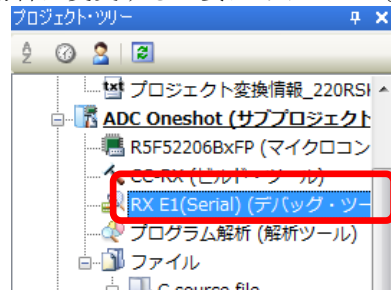 プロジェクト・ツリー
プロジェクト変換情報_220RSK
ADC Oneshot (サブプロジェクト
R5F52206BxFP (マイクロコン
CC-RX (ビルド・ツール)
RX E1(Serial) (デバッグ・ツー
プログラム解析 (解析ツール)
ファイル
C source file